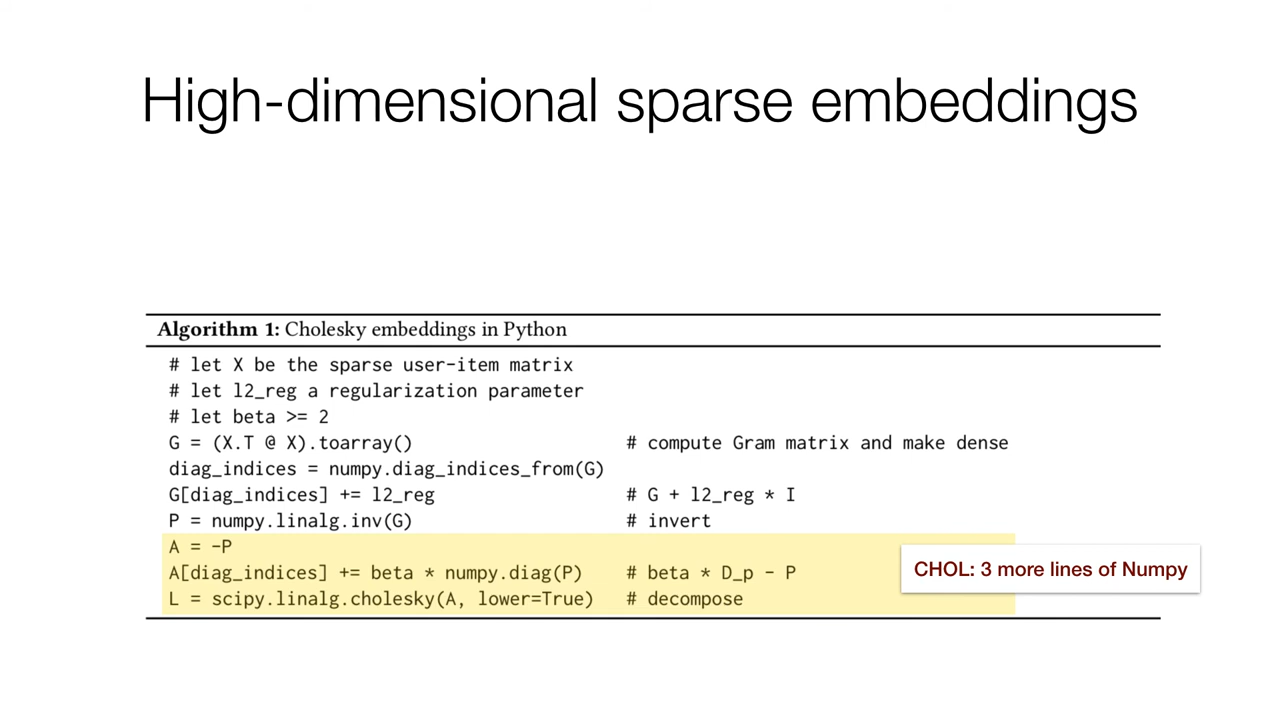 High-dimensional sparse embeddings
Algorithm 1: Cholesky embeddings in Python
# let X be the sparse user-item matrix
# let l2_reg a regularization parameter
# let beta >= 2
G = (X.T @ X).toarray() # compute Gram matrix and make dense
diag_indices = numpy.diag_indices_from(G)
G[diag_indices] += l2_reg # G + l2_reg * I
P = numpy.linalg.inv(G) # invert
A = -P
A[diag_indices] += beta * numpy.diag(P) # beta * D_p - P
CHOL: 3 more lines of Numpy
L = scipy.linalg.cholesky(A, lower=True) # decompose